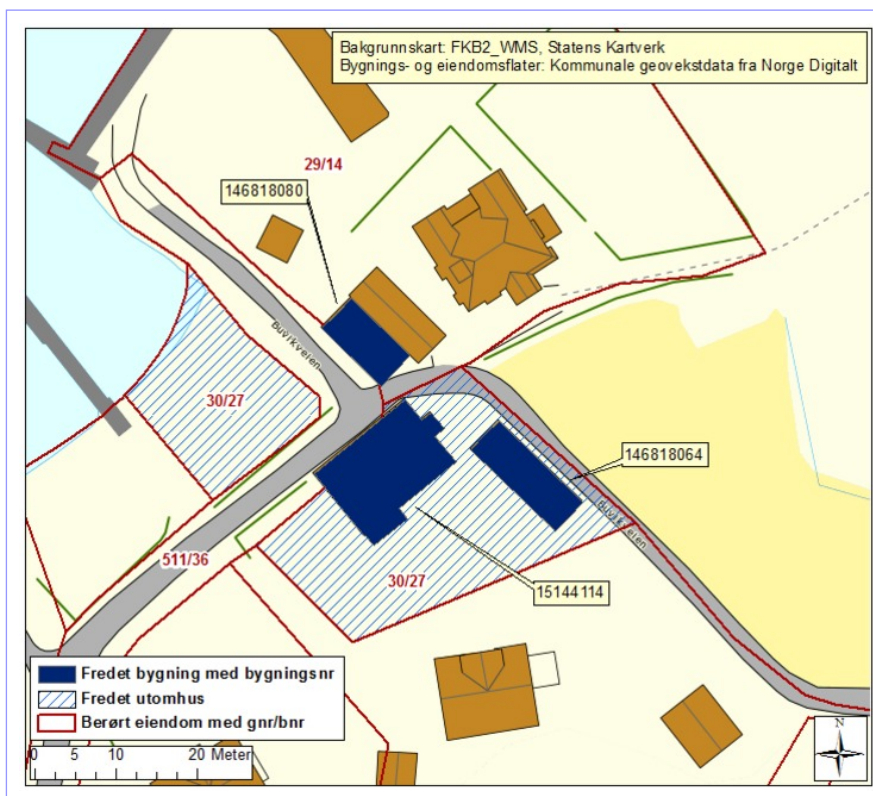 Bakgrunnskart: FKB2_WMS, Statens Kartverk
Bygnings- og eiendomsflater: Kommunale geovekstdata fra Norge Digitalt
29/14
146818080
Buvikveien
30/27
146818064
Buvikveien
511/36
30/27
15144114
Fredet bygning med bygningsnr
Fredet utomhus
Berørt eiendom med gnr/bnr
0 5 10 20 Meter
N